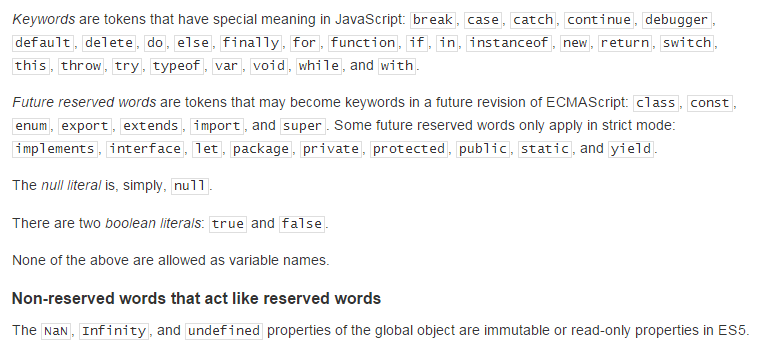 Keywords are tokens that have special meaning in JavaScript: break, case, catch, continue, debugger,
default, delete, do, else, finally, for, function, if, in, instanceof, new, return, switch,
this, throw, try, typeof, var, void, while, and with.
Future reserved words are tokens that may become keywords in a future revision of ECMAScript: class, const,
enum, export, extends, import, and super. Some future reserved words only apply in strict mode:
implements, interface, let, package, private, protected, public, static, and yield.
The null literal is, simply, null.
There are two boolean literals: true and false.
None of the above are allowed as variable names.
Non-reserved words that act like reserved words
The NaN, Infinity, and undefined properties of the global object are immutable or read-only properties in ES5.